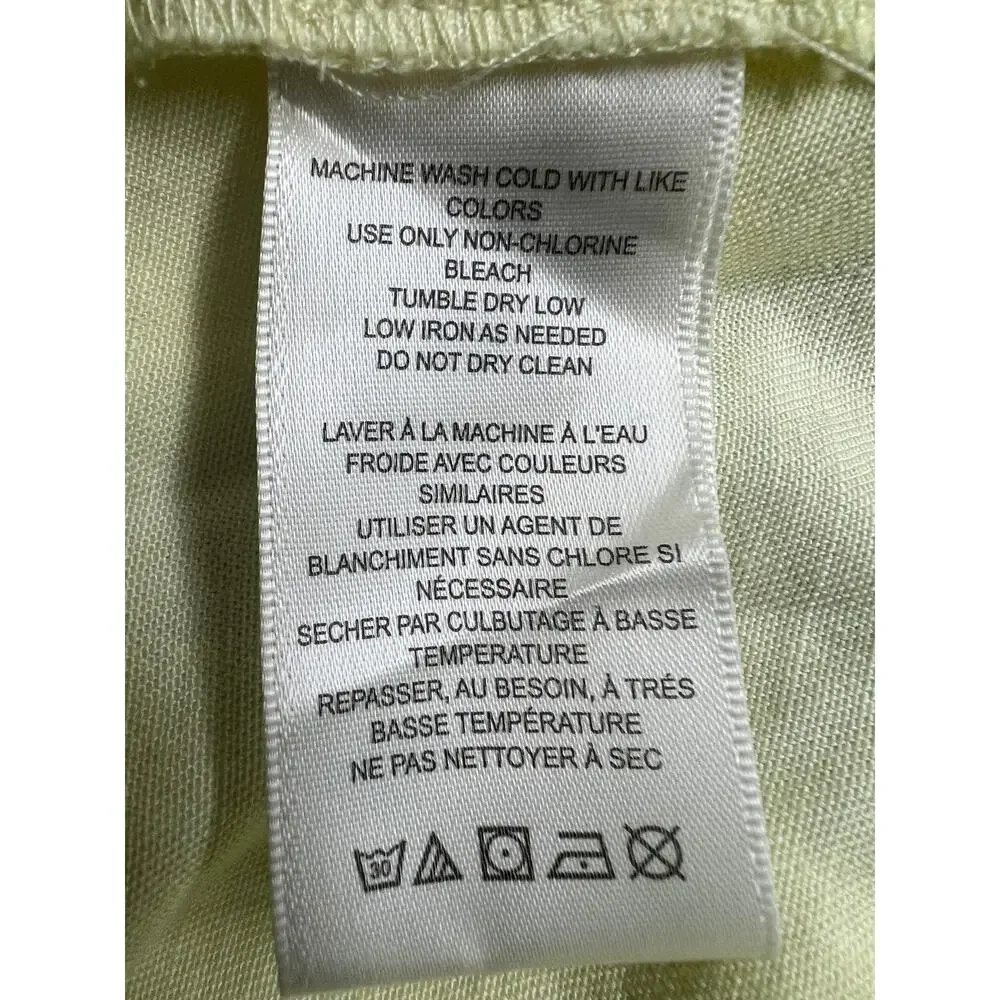 MACHINE WASH COLD WITH LIKE
COLORS
USE ONLY NON-CHLORINE
BLEACH
TUMBLE DRY LOW
LOW IRON AS NEEDED
DO NOT DRY CLEAN
LAVER À LA MACHINE À L'EAU
FROIDE AVEC COULEURS
SIMILAIRES
UTILISER UN AGENT DE
BLANCHIMENT SANS CHLORE SI
NÉCESSAIRE
SECHER PAR CULBUTAGE À BASSE
TEMPERATURE
REPASSER, AU BESOIN, À TRÉS
BASSE TEMPÉRATURE
NE PAS NETTOYER À SEC
30